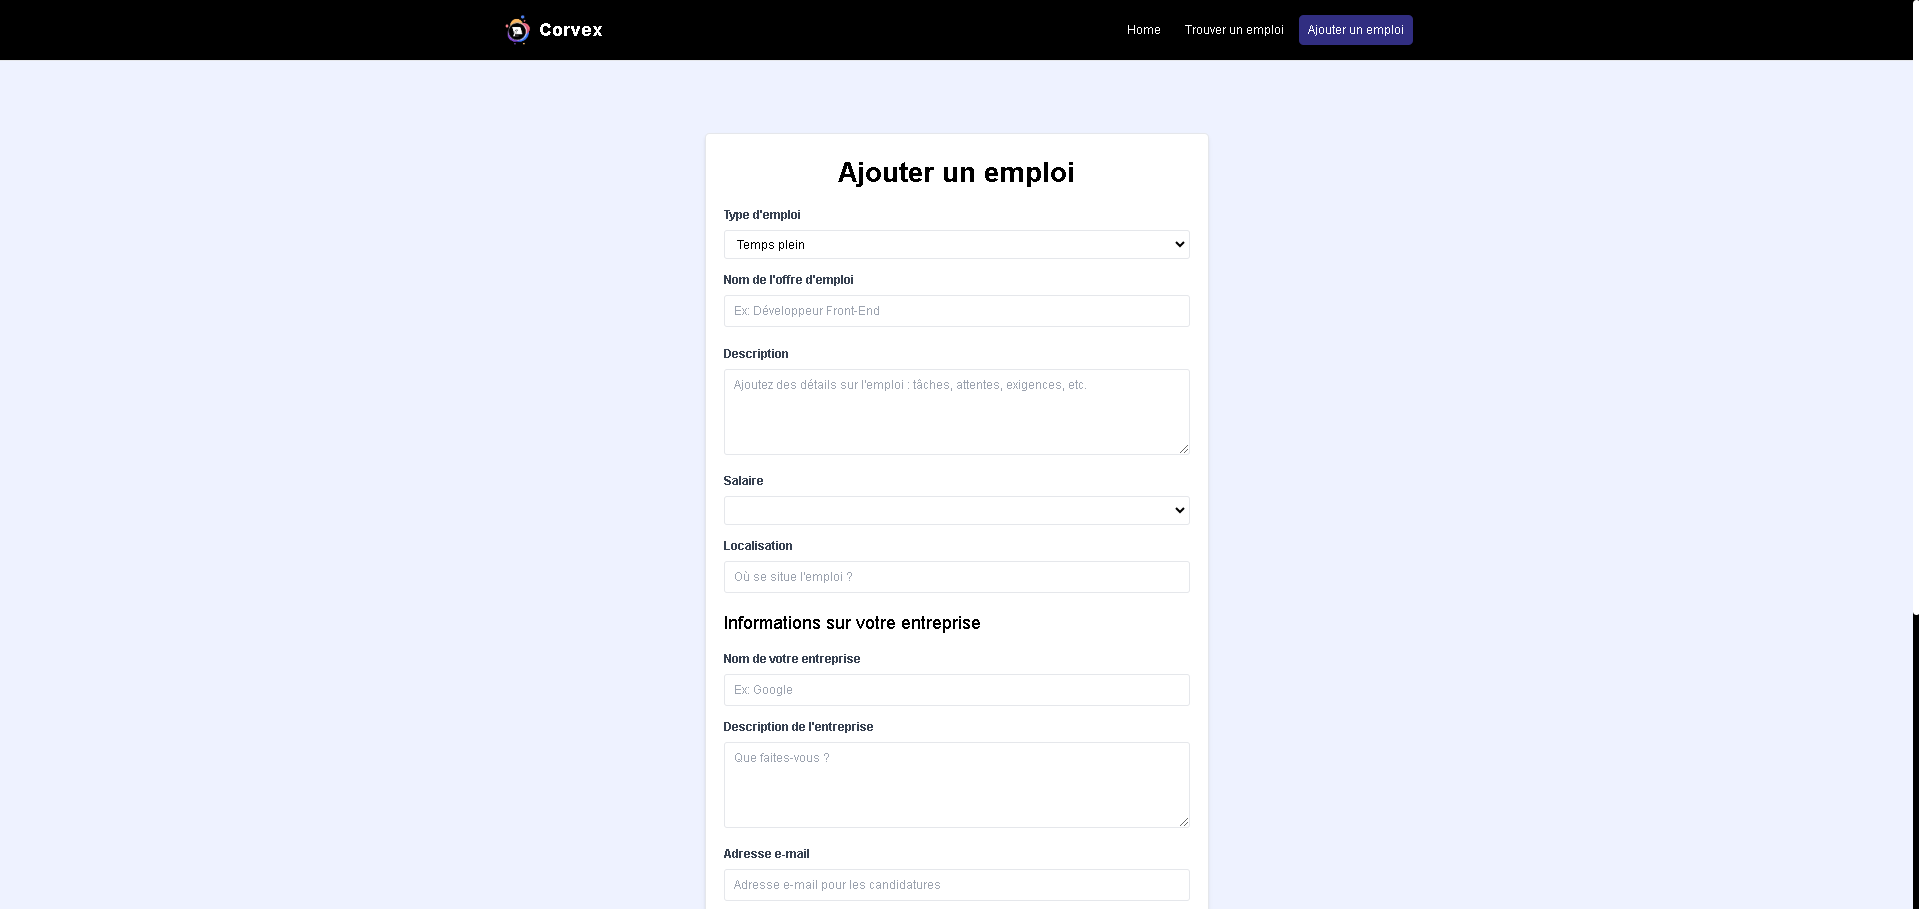 Corvex
Home
Trouver un emploi
Ajouter un emploi
Ajouter un emploi
Type d'emploi
Temps plein
Nom de l'offre d'emploi
Ex: Développeur Front-End
Description
Ajoutez des détails sur l'emploi : tâches, attentes, exigences, etc.
Salaire
Localisation
Où se situe l'emploi ?
Informations sur votre entreprise
Nom de votre entreprise
Ex: Google
Description de l'entreprise
Que faites-vous ?
Adresse e-mail
Adresse e-mail pour les candidatures